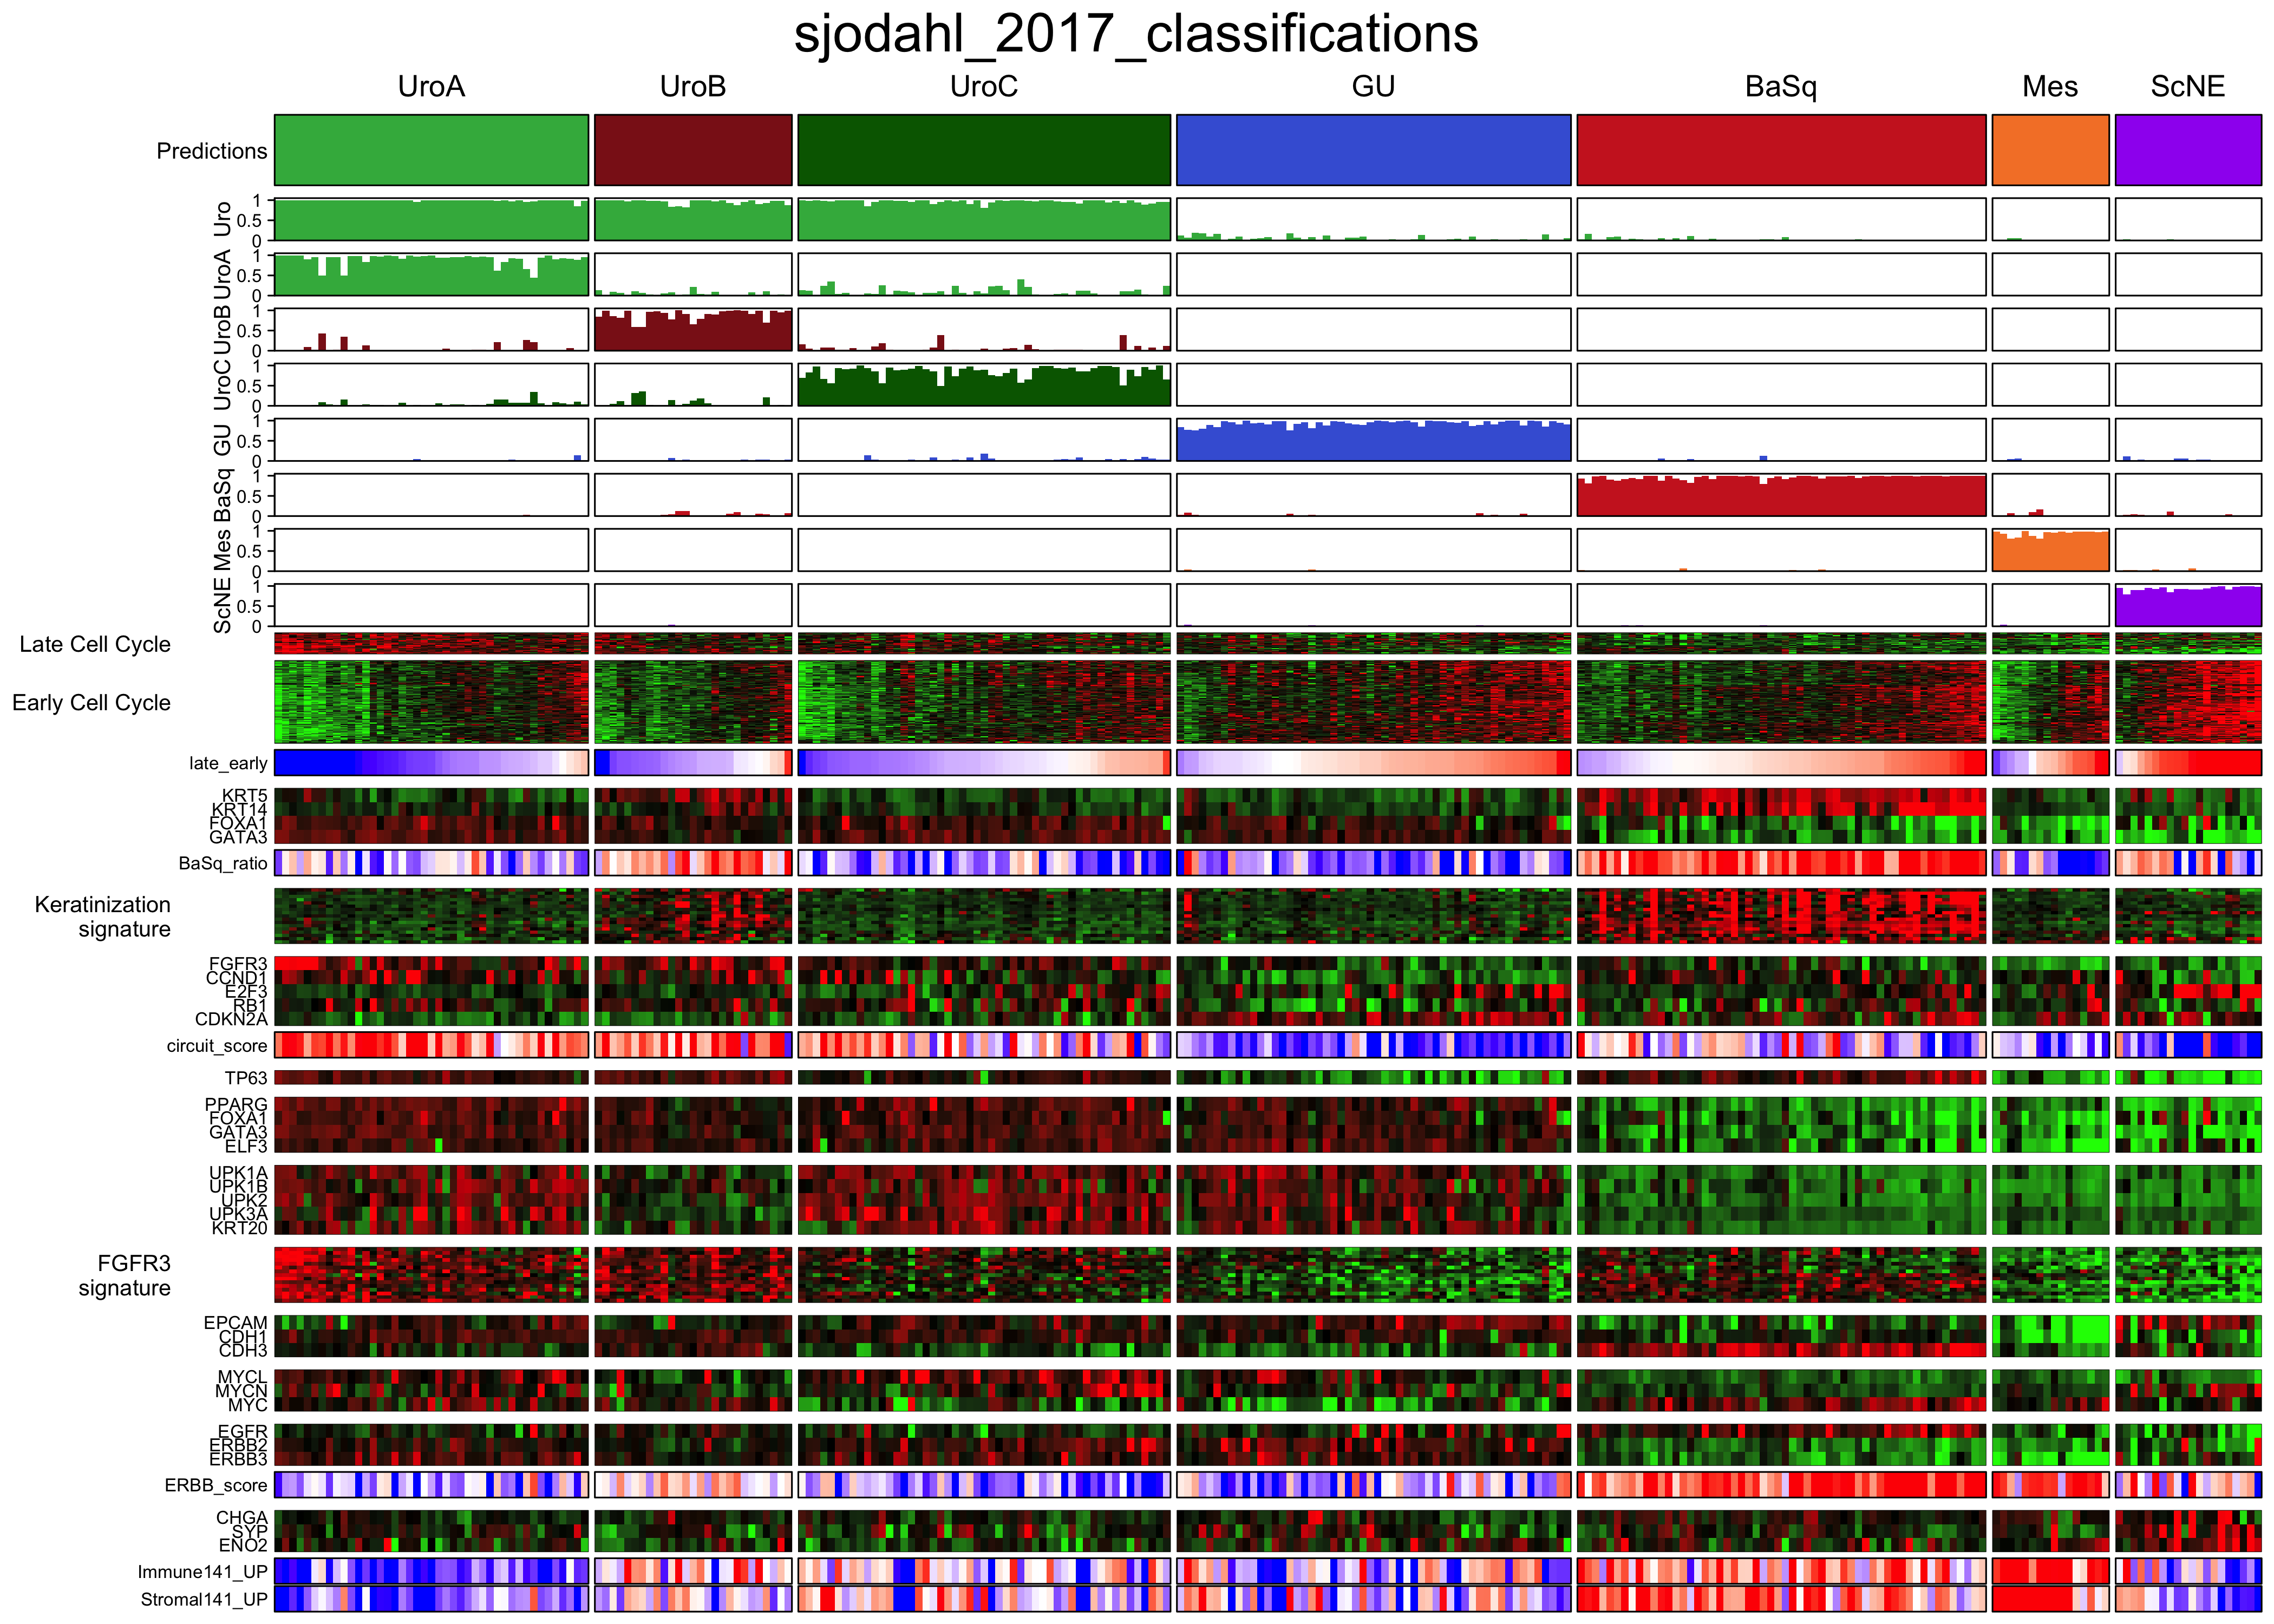 sjodahl_2017_classifications
UroA UroB UroC GU BaSq Mes ScNE
Predictions
Uro 1 0.5 0
UroA 1 0.5 0
UroB 1 0.5 0
UroC 1 0.5 0
GU 1 0.5 0
BaSq 1 0.5 0
Mes 1 0.5 0
ScNE 1 0.5 0
Late Cell Cycle
Early Cell Cycle
late_early
KRT5
KRT14
FOXA1
GATA3
BaSq_ratio
Keratinization
signature
FGFR3
CCND1
E2F3
RB1
CDKN2A
circuit_score
TP63
PPARG
FOXA1
GATA3
ELF3
UPK1A
UPK1B
UPK2
UPK3A
KRT20
FGFR3
signature
EPCAM
CDH1
CDH3
MYCL
MYCN
MYC
EGFR
ERBB2
ERBB3
ERBB_score
CHGA
SYP
ENO2
Immune141_UP
Stromal141_UP